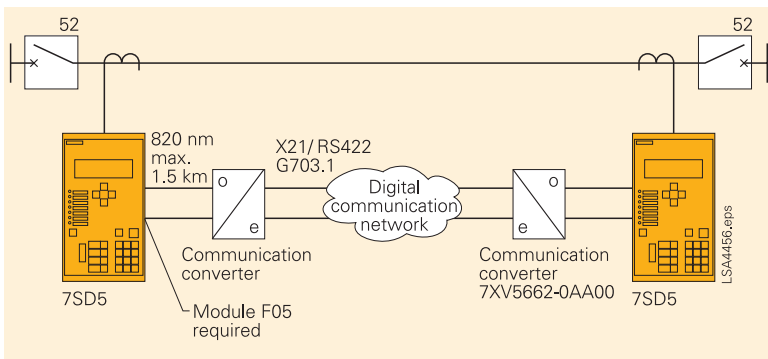 52
52
820 nm
max.
1.5 km
X21/RS422
G703.1
o
e
Digital
communication
network
o
e
Communication
converter
Communication
converter
7XV5662-0AA00
7SD5
Module F05
required
7SD5
LSA4456.eps